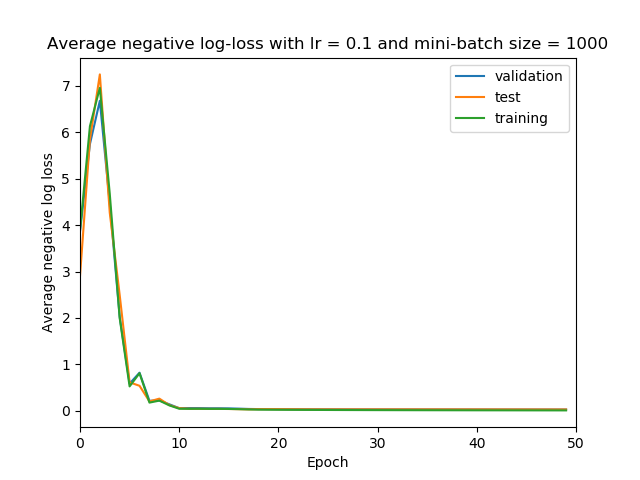 Average negative log-loss with lr = 0.1 and mini-batch size = 1000
validation
test
training
Average negative log loss
7
6
5
4
3
2
1
0
0 10 20 30 40 50
Epoch